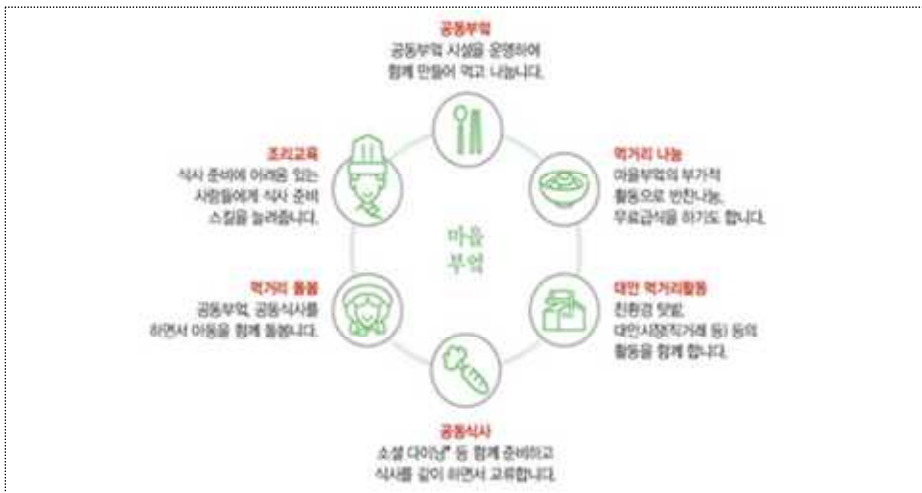 공동부엌
공동부엌 시설을 운영하여
함께 만들어 먹고 나눕니다.
조리교육
식사 준비에 어려움 있는
사람들에게 식사 준비
스킬을 늘려줍니다.
먹거리 나눔
마을부엌의 부가적
활동으로 반찬나눔,
무료급식을 하기도 합니다.
마을
부엌
먹거리 돌봄
공동부엌, 공동식사를
하면서 아동을 함께 돌봅니다.
대안 먹거리활동
친환경 텃밭,
대안시장(직거래 등) 등의
활동을 함께 합니다.
공동식사
소셜 다이닝* 등 함께 준비하고
식사를 같이 하면서 교류합니다.